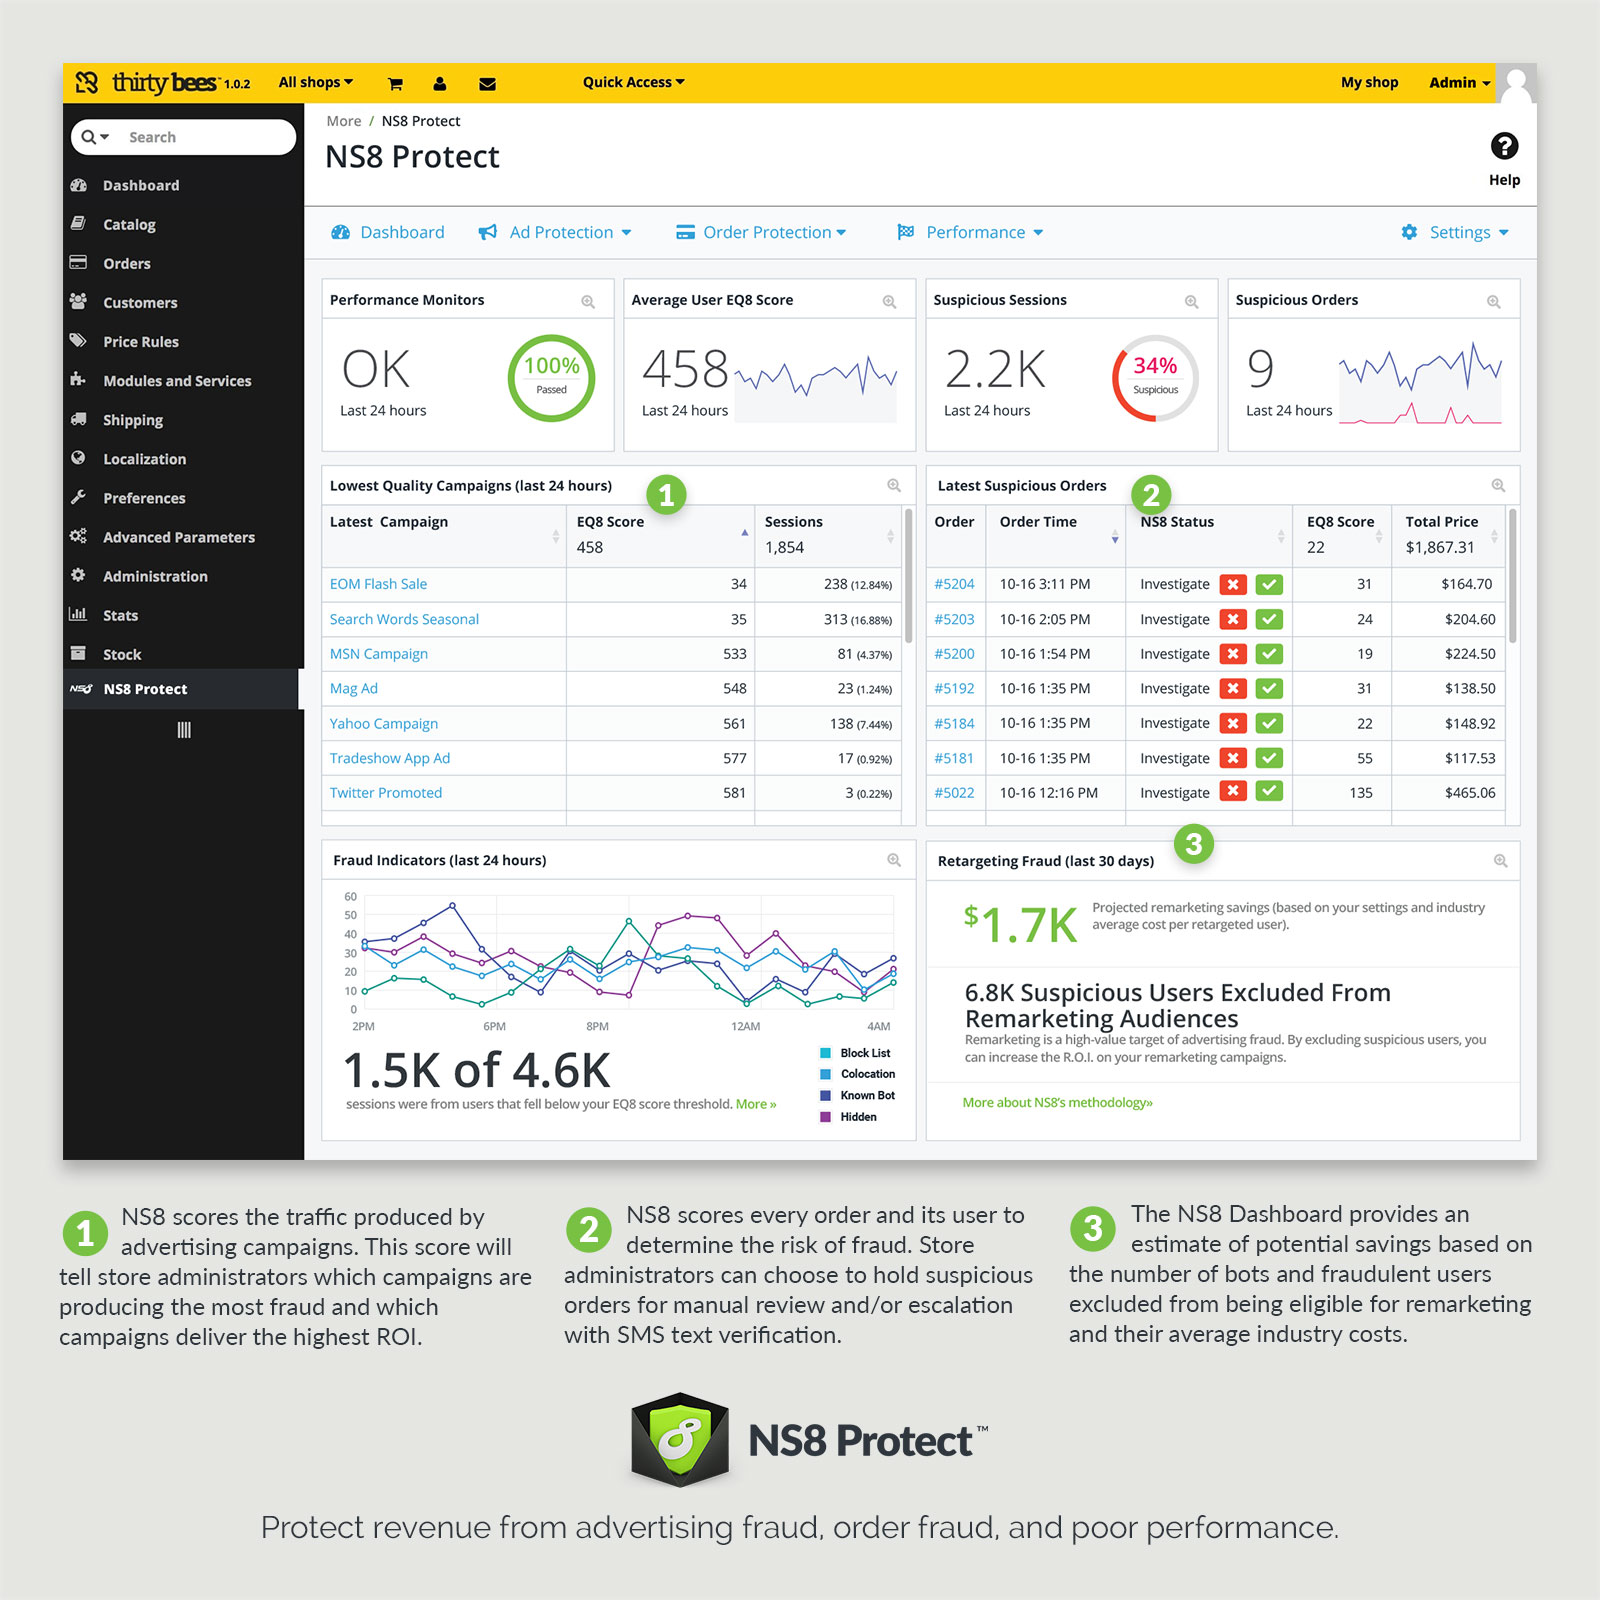 thirty bees™ 1.0.2 All shops Quick Access My shop Admin
Search
Dashboard
Catalog
Orders
Customers
Price Rules
Modules and Services
Shipping
Localization
Preferences
Advanced Parameters
Administration
Stats
Stock
NS8 NS8 Protect
More / NS8 Protect
NS8 Protect
Help
Dashboard Ad Protection Order Protection Performance Settings
Performance Monitors
OK
Last 24 hours
100%
Passed
Average User EQ8 Score
458
Last 24 hours
Suspicious Sessions
2.2K
Last 24 hours
34%
Suspicious
Suspicious Orders
9
Last 24 hours
Lowest Quality Campaigns (last 24 hours) 1
Latest Campaign EQ8 Score Sessions
458 1,854
EOM Flash Sale 34 238 (12.84%)
Search Words Seasonal 35 313 (16.88%)
MSN Campaign 533 81 (4.37%)
Mag Ad 548 23 (1.24%)
Yahoo Campaign 561 138 (7.44%)
Tradeshow App Ad 577 17 (0.92%)
Twitter Promoted 581 3 (0.22%)
Latest Suspicious Orders 2
Order Order Time NS8 Status EQ8 Score Total Price
22 $1,867.31
#5204 10-16 3:11 PM Investigate 31 $164.70
#5203 10-16 2:05 PM Investigate 24 $204.60
#5200 10-16 1:54 PM Investigate 19 $224.50
#5192 10-16 1:35 PM Investigate 31 $138.50
#5184 10-16 1:35 PM Investigate 22 $148.92
#5181 10-16 1:35 PM Investigate 55 $117.53
#5022 10-16 12:16 PM Investigate 135 $465.06
Fraud Indicators (last 24 hours)
60
50
40
30
20
10
0
2PM 6PM 8PM 12AM 4AM
1.5K of 4.6K
sessions were from users that fell below your EQ8 score threshold. More »
Block List
Colocation
Known Bot
Hidden
3
Retargeting Fraud (last 30 days)
$1.7K
Projected remarketing savings (based on your settings and industry
average cost per retargeted user).
6.8K Suspicious Users Excluded From
Remarketing Audiences
Remarketing is a high-value target of advertising fraud. By excluding suspicious users, you
can increase the R.O.I. on your remarketing campaigns.
More about NS8's methodology»
1 NS8 scores the traffic produced by
advertising campaigns. This score will
tell store administrators which campaigns are
producing the most fraud and which
campaigns deliver the highest ROI.
2 NS8 scores every order and its user to
determine the risk of fraud. Store
administrators can choose to hold suspicious
orders for manual review and/or escalation
with SMS text verification.
3 The NS8 Dashboard provides an
estimate of potential savings based on
the number of bots and fraudulent users
excluded from being eligible for remarketing
and their average industry costs.
8 NS8 Protect™
Protect revenue from advertising fraud, order fraud, and poor performance.